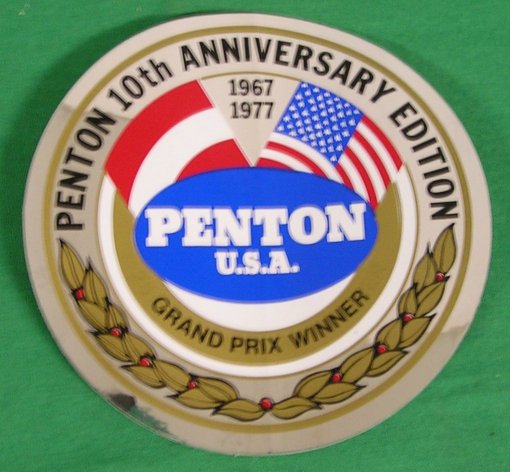 PENTON 10th ANNIVERSARY EDITION
1967
1977
PENTON
U.S.A.
GRAND PRIX WINNER